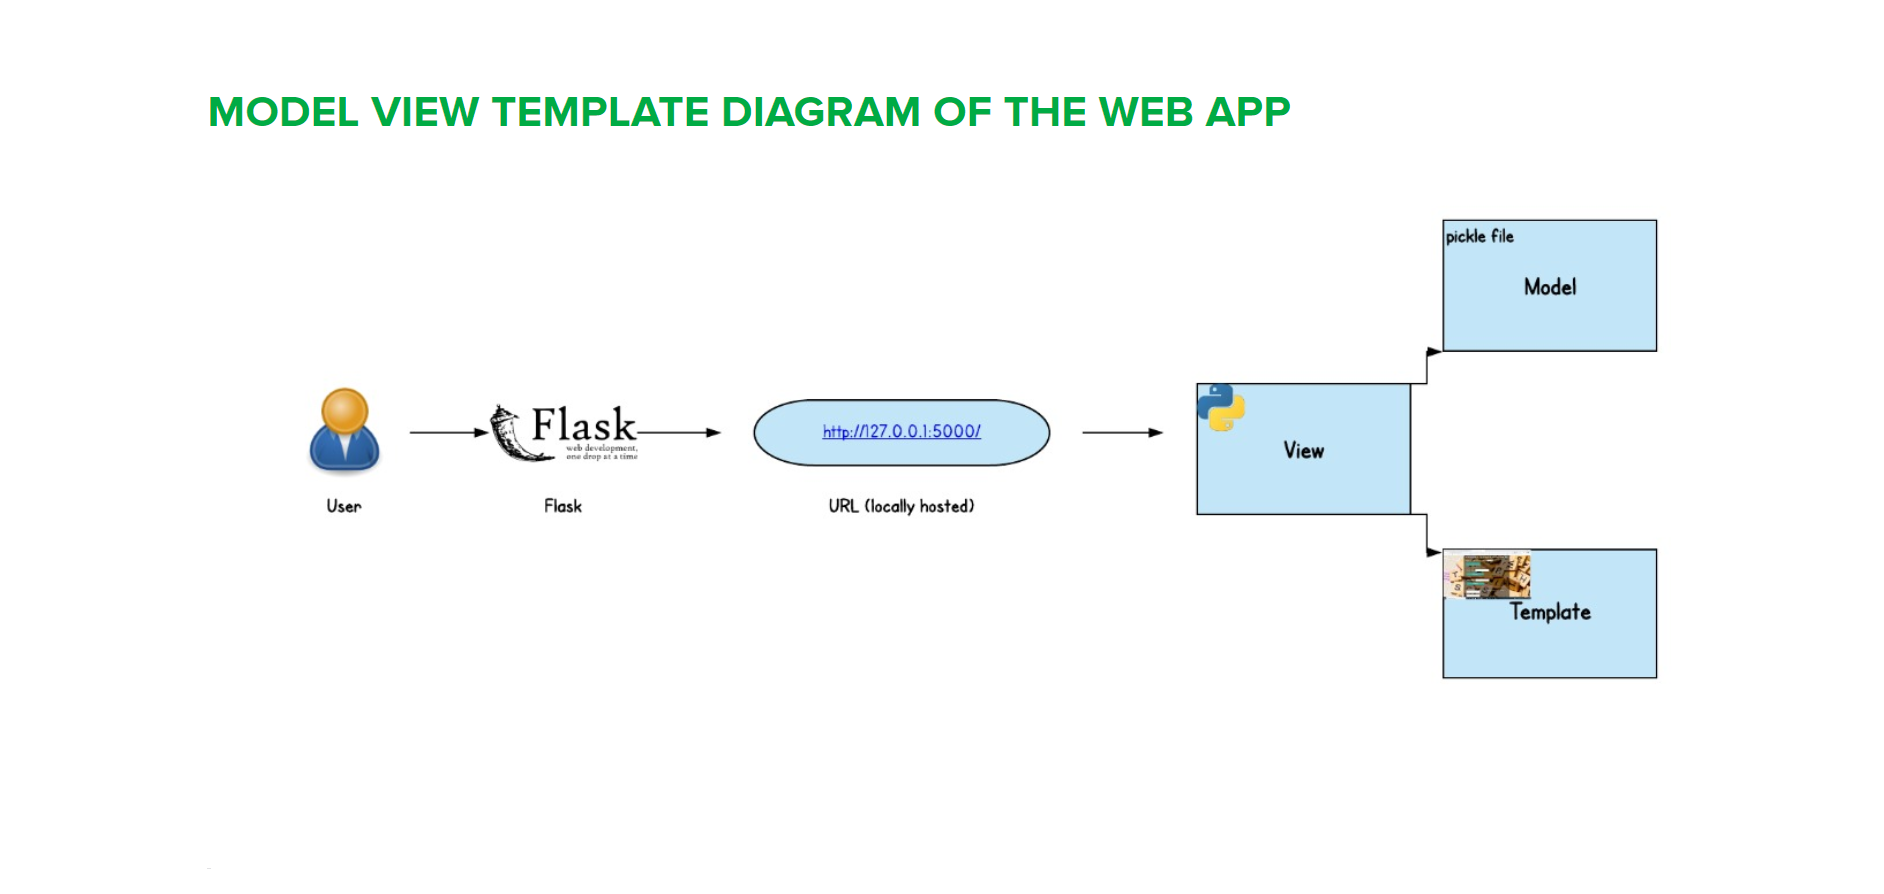 MODEL VIEW TEMPLATE DIAGRAM OF THE WEB APP
pickle file
Model
Flask
web development,
one drop at a time
http://127.0.0.1:5000/
View
User
Flask
URL (locally hosted)
Template